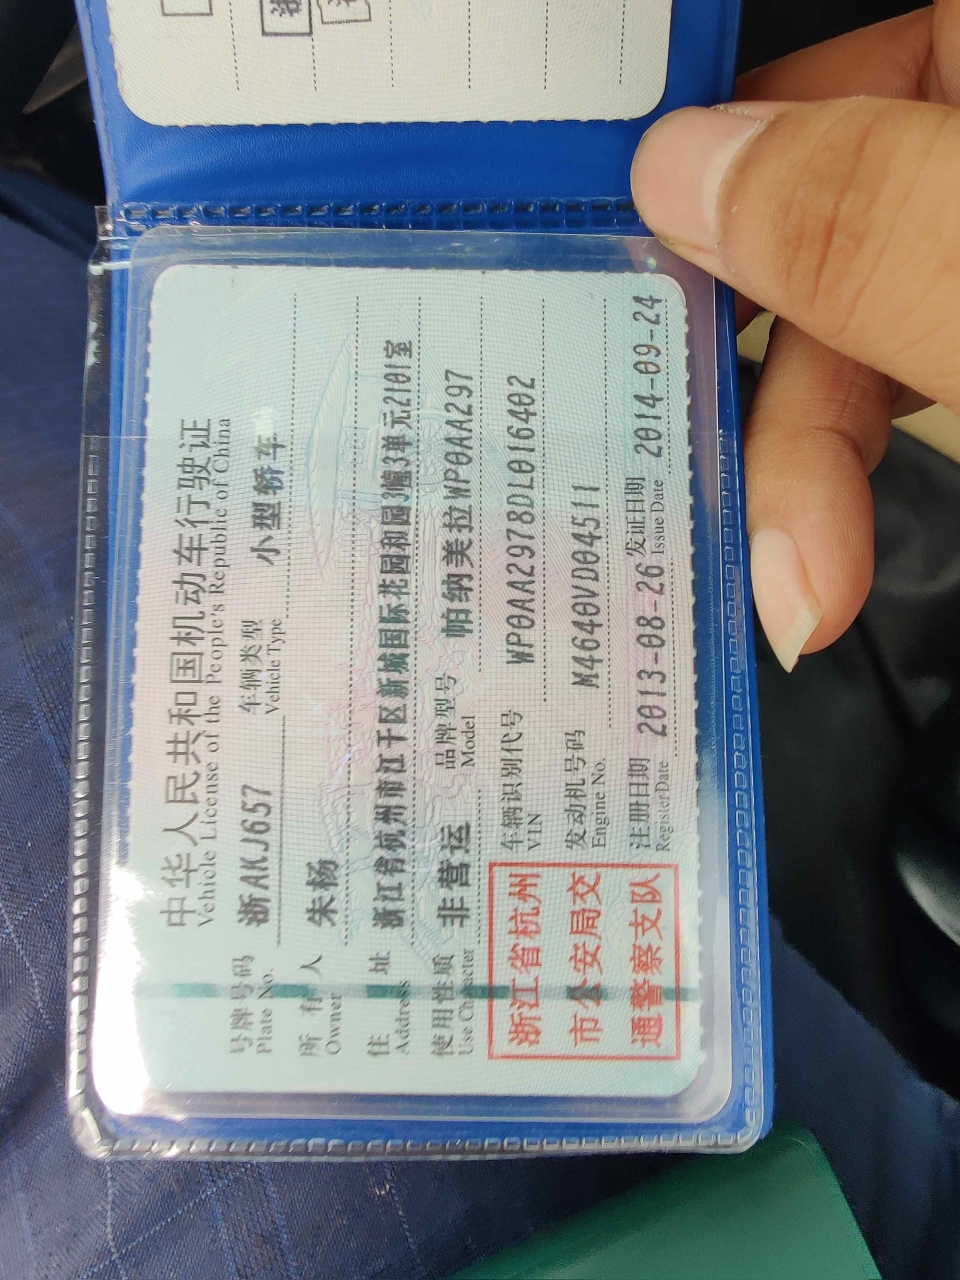 中华人民共和国机动车行驶证
Vehicle License of the People's Republic of China
号牌号码 浙AKJ657 车辆类型 小型轿车
Plate No. Vehicle Type
所有人 朱杨
Owner
住址 浙江省杭州市江干区新城国际花园和园3幢3单元2101室
Address
使用性质 非营运 品牌型号 帕纳美拉WP0AA297
Use Character Model
车辆识别代号 WP0AA2978DL016402
VIN
发动机号码 M4640VD04511
Engine No.
注册日期 2013-08-26 发证日期 2014-09-24
Register Date Issue Date
浙江省杭州
市公安局交
通警察支队